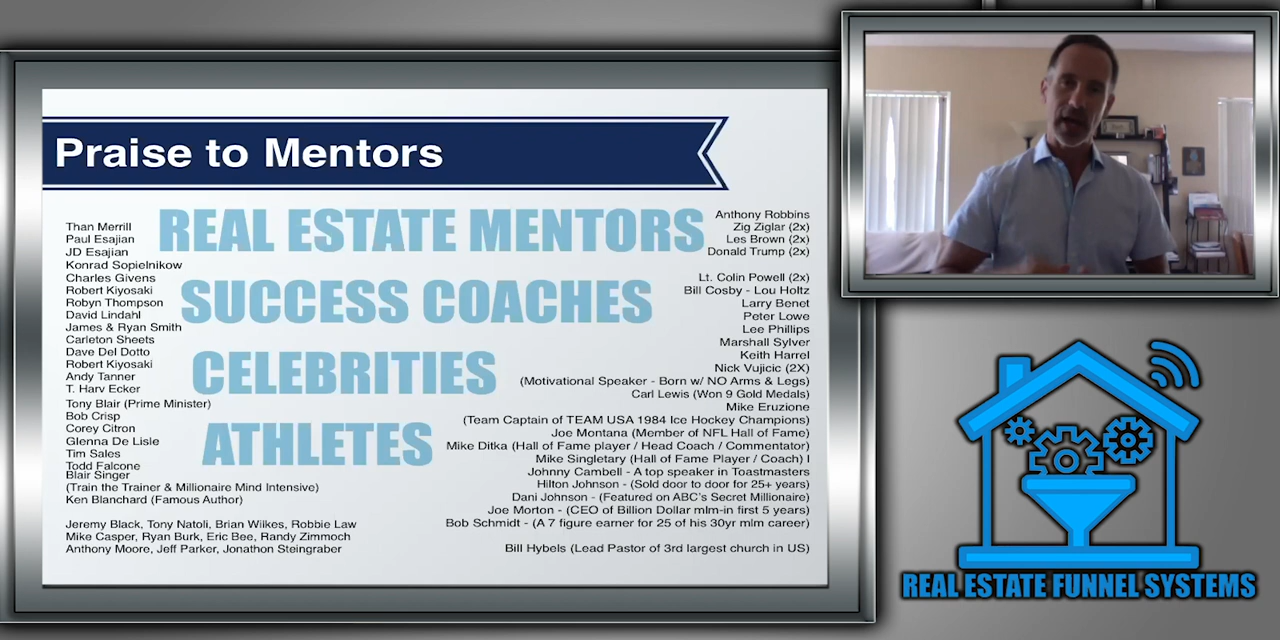 Praise to Mentors
REAL ESTATE MENTORS
SUCCESS COACHES
CELEBRITIES
ATHLETES
Than Merrill
Paul Esajian
JD Esajian
Konrad Sopielnikow
Charles Givens
Robert Kiyosaki
Robyn Thompson
David Lindahl
James & Ryan Smith
Carleton Sheets
Dave Del Dotto
Robert Kiyosaki
Andy Tanner
T. Harv Ecker
Tony Blair (Prime Minister)
Bob Crisp
Corey Citron
Glenna De Lisle
Tim Sales
Todd Falcone
Blair Singer
(Train the Trainer & Millionaire Mind Intensive)
Ken Blanchard (Famous Author)
Jeremy Black, Tony Natoli, Brian Wilkes, Robbie Law
Mike Casper, Ryan Burk, Eric Bee, Randy Zimmoch
Anthony Moore, Jeff Parker, Jonathon Steingraber
Anthony Robbins
Zig Ziglar (2x)
Les Brown (2x)
Donald Trump (2x)
Lt. Colin Powell (2x)
Bill Cosby - Lou Holtz
Larry Benet
Peter Lowe
Lee Phillips
Marshall Sylver
Keith Harrel
Nick Vujicic (2X)
(Motivational Speaker - Born w/ NO Arms & Legs)
Carl Lewis (Won 9 Gold Medals)
Mike Eruzione
(Team Captain of TEAM USA 1984 Ice Hockey Champions)
Joe Montana (Member of NFL Hall of Fame)
Mike Ditka (Hall of Fame player / Head Coach / Commentator)
Mike Singletary (Hall of Fame Player / Coach) I
Johnny Cambell - A top speaker in Toastmasters
Hilton Johnson - (Sold door to door for 25+ years)
Dani Johnson - (Featured on ABC's Secret Millionaire)
Joe Morton - (CEO of Billion Dollar mlm-in first 5 years)
Bob Schmidt - (A 7 figure earner for 25 of his 30yr mlm career)
Bill Hybels (Lead Pastor of 3rd largest church in US)
REAL ESTATE FUNNEL SYSTEMS